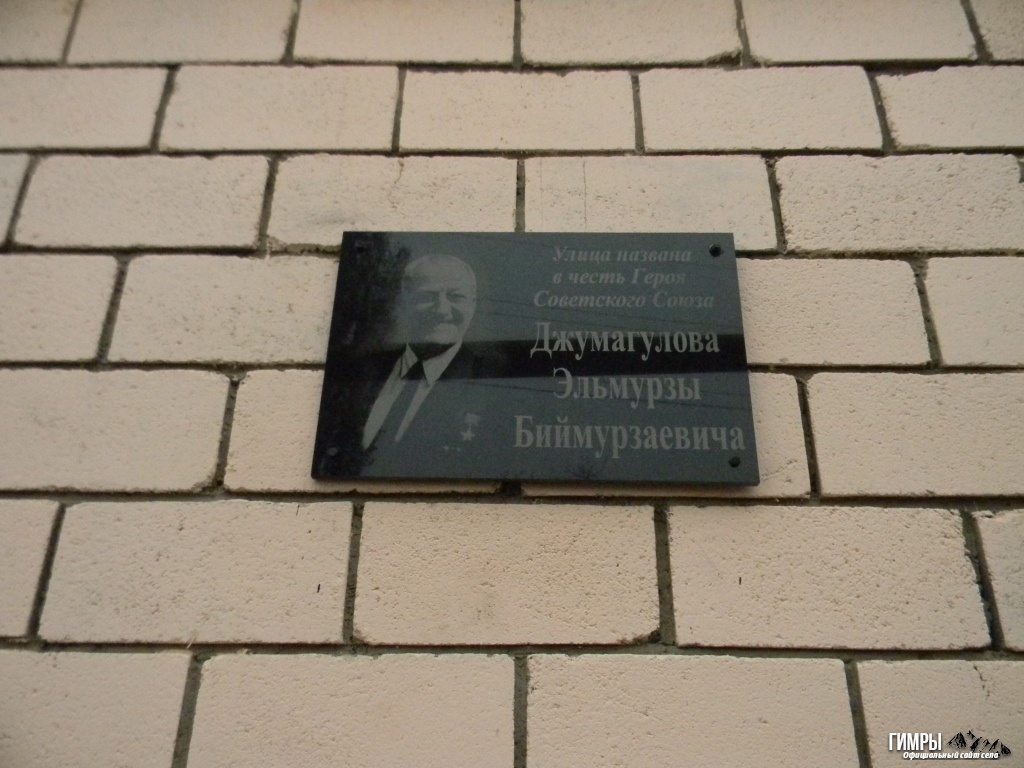 Улица названа
в честь Героя
Советского Союза
Джумагулова
Эльмурзы
Биймурзаевича
ГИМРЫ
Официальный сайт села